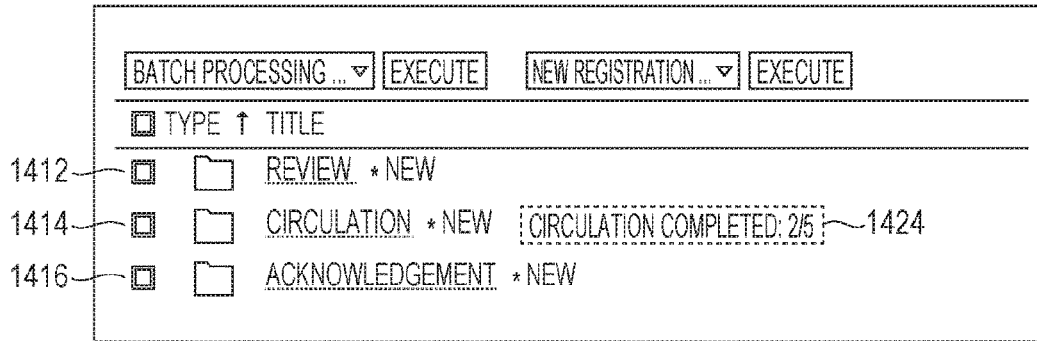 BATCH PROCESSING ... ▽ EXECUTE NEW REGISTRATION ... ▽ EXECUTE
TYPE ↑ TITLE
1412 REVIEW * NEW
1414 CIRCULATION * NEW CIRCULATION COMPLETED: 2/5 1424
1416 ACKNOWLEDGEMENT * NEW